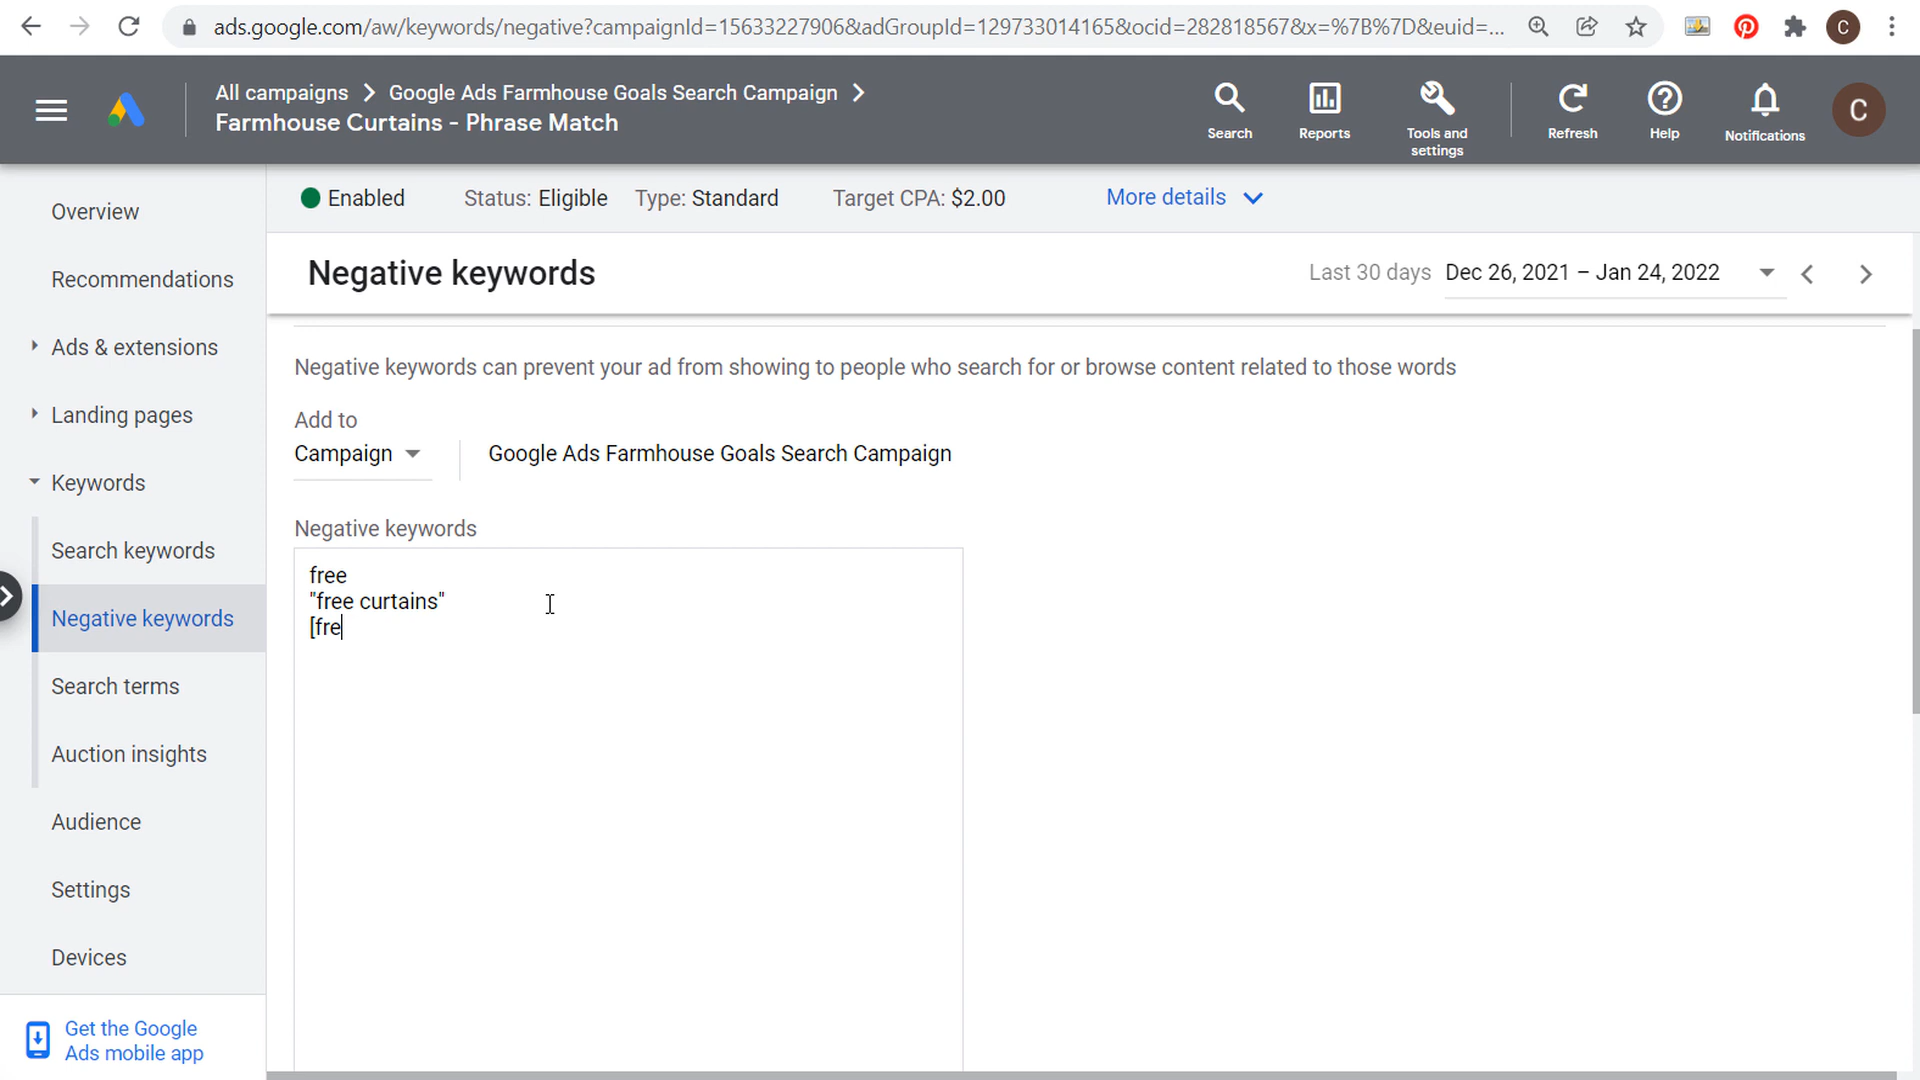 ads.google.com/aw/keywords/negative?campaignId=15633227906&adGroupId=129733014165&ocid=282818567&x=%7B%7D&euid=...
C
All campaigns > Google Ads Farmhouse Goals Search Campaign >
Farmhouse Curtains - Phrase Match
Search
Reports
Tools and
settings
Refresh
Help
Notifications
C
Enabled
Status: Eligible
Type: Standard
Target CPA: $2.00
More details
Overview
Recommendations
Ads & extensions
Landing pages
Keywords
Search keywords
Negative keywords
Search terms
Auction insights
Audience
Settings
Devices
Get the Google
Ads mobile app
Negative keywords
Last 30 days Dec 26, 2021 – Jan 24, 2022
Negative keywords can prevent your ad from showing to people who search for or browse content related to those words
Add to
Campaign
Google Ads Farmhouse Goals Search Campaign
Negative keywords
free
"free curtains"
[fre